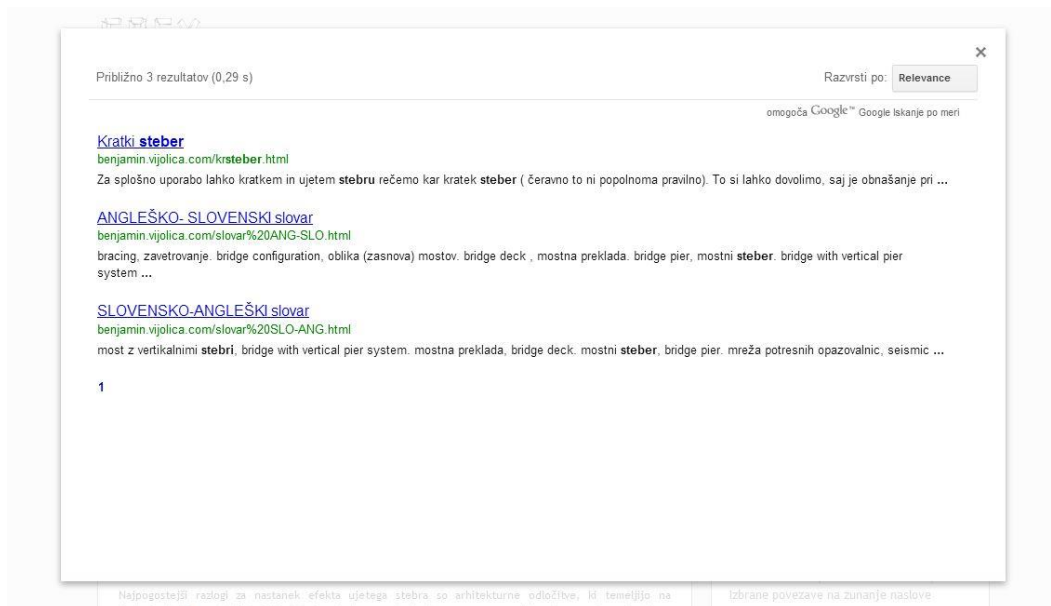 ×
Približno 3 rezultatov (0,29 s)
Razvrsti po: Relevance
omogoča Google™ Google Iskanje po meri
Kratki steber
benjamin.vijolica.com/krsteber.html
Za splošno uporabo lahko kratkem in ujetem stebru rečemo kar kratek steber ( čeravno to ni popolnoma pravilno). To si lahko dovolimo, saj je obnašanje pri ...
ANGLEŠKO- SLOVENSKI slovar
benjamin.vijolica.com/slovar%20ANG-SLO.html
bracing, zavetrovanje. bridge configuration, oblika (zasnova) mostov. bridge deck , mostna preklada. bridge pier, mostni steber. bridge with vertical pier
system ...
SLOVENSKO-ANGLEŠKI slovar
benjamin.vijolica.com/slovar%20SLO-ANG.html
most z vertikalnimi stebri, bridge with vertical pier system. mostna preklada, bridge deck. mostni steber, bridge pier. mreža potresnih opazovalnic, seismic ...
1
Najpogostejši razlogi za nastanek efekta ujetega stebra so arhitekturne odločitve, ki temeljijo na
Izbrane povezave na zunanje naslove